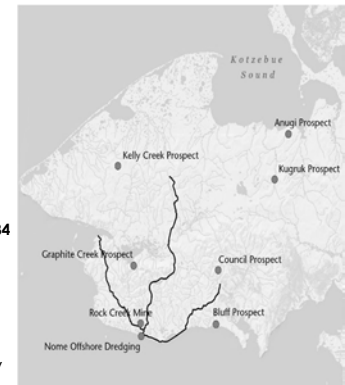 Kotzebue
Sound
Anugi Prospect
Kelly Creek Prospect
Kugruk Prospect
34
Graphite Creek Prospect
Council Prospect
Rock Creek Mine
Bluff Prospect
Nome Offshore Dredging